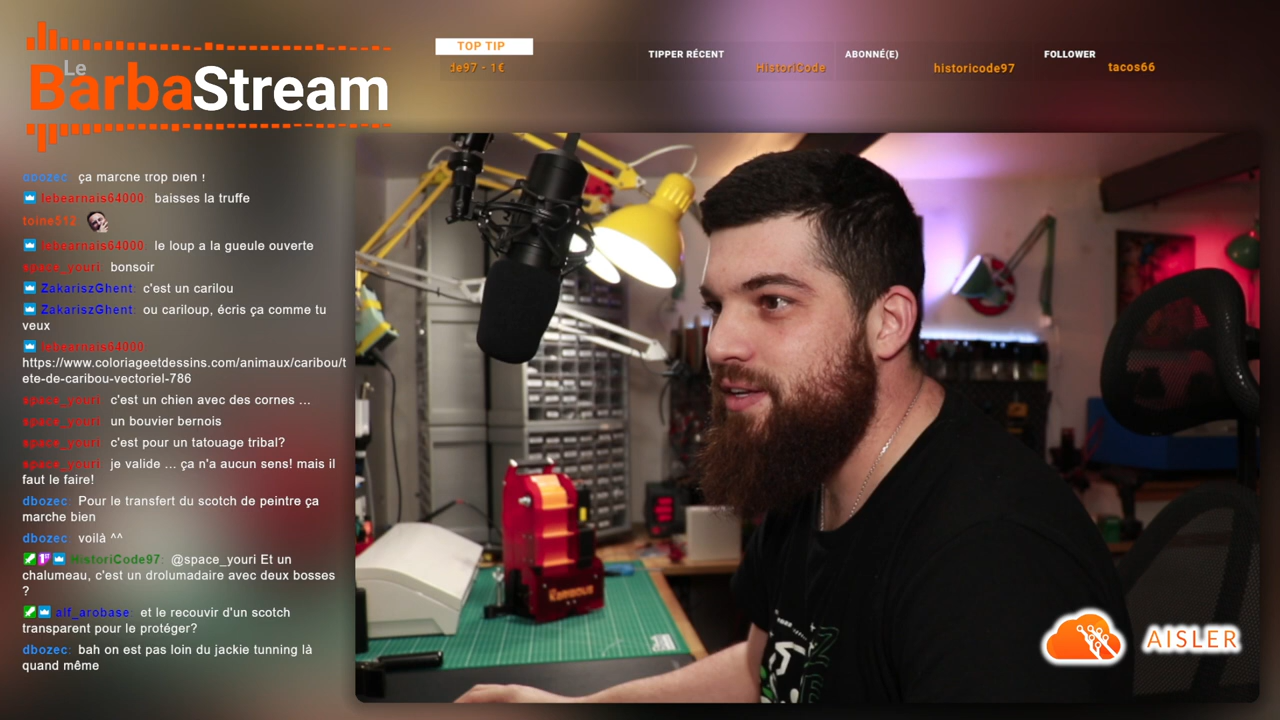 Le
BarbaStream
TOP TIP
de97 - 1€
TIPPER RÉCENT
HistoriCode
ABONNÉ(E)
historicode97
FOLLOWER
tacos66
dbozec: ça marche trop bien !
lebearnais64000: baisses la truffe
toine512
lebearnais64000: le loup a la gueule ouverte
space_youri: bonsoir
ZakariszGhent: c'est un carilou
ZakariszGhent: ou cariloup, écris ça comme tu
veux
lebearnais64000:
https://www.coloriageetdessins.com/animaux/caribou/t
ete-de-caribou-vectoriel-786
space_youri: c'est un chien avec des cornes ...
space_youri: un bouvier bernois
space_youri: c'est pour un tatouage tribal?
space_youri: je valide ... ça n'a aucun sens! mais il
faut le faire!
dbozec: Pour le transfert du scotch de peintre ça
marche bien
dbozec: voilà ^^
HistoriCode97: @space_youri Et un
chalumeau, c'est un drolumadaire avec deux bosses
?
alf_arobase: et le recouvir d'un scotch
transparent pour le protéger?
dbozec: bah on est pas loin du jackie tunning là
quand même
AISLER